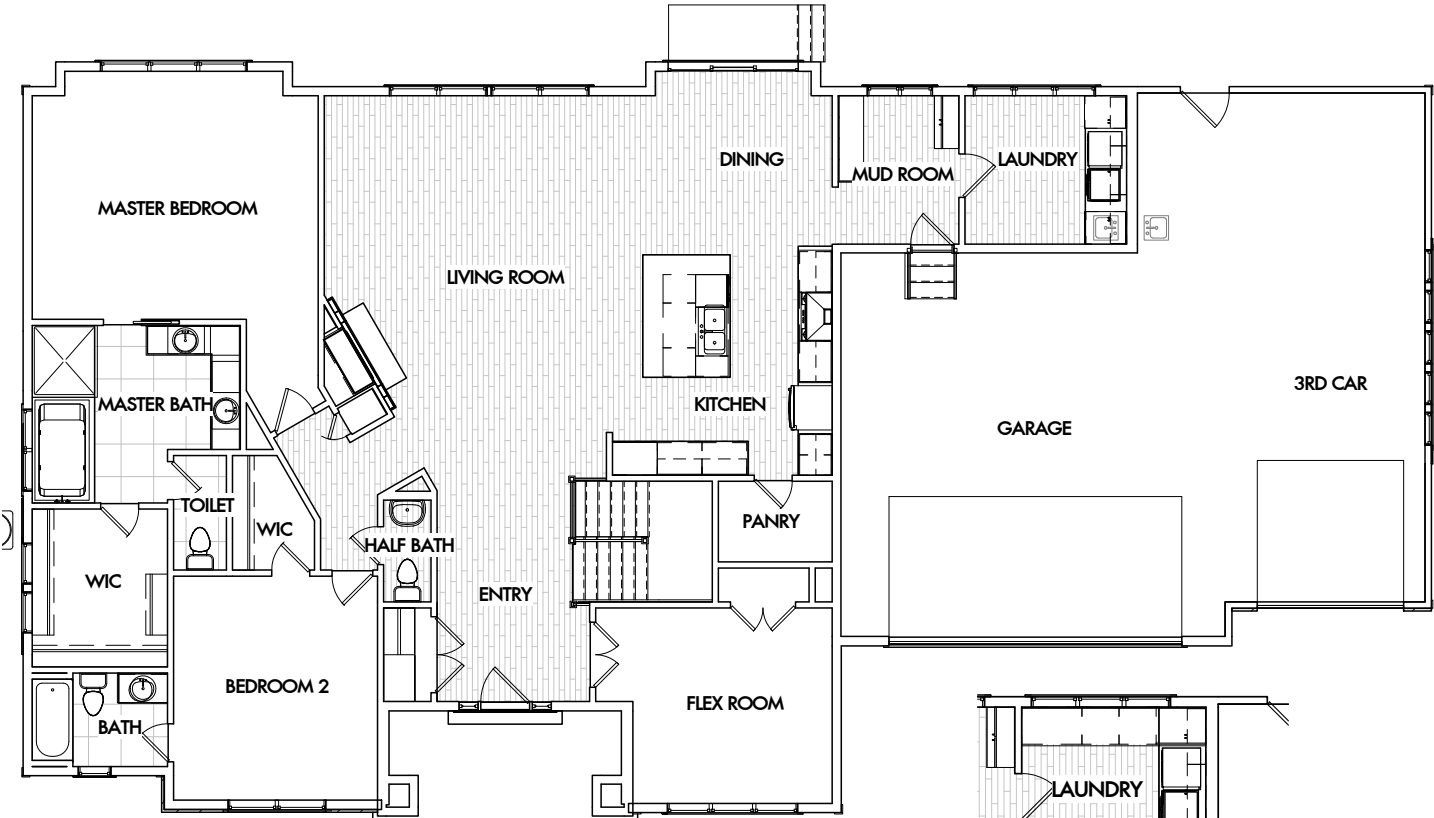 DINING
LAUNDRY
MUD ROOM
MASTER BEDROOM
LIVING ROOM
3RD CAR
MASTER BATH
KITCHEN
GARAGE
TOILET
PANRY
WIC
HALF BATH
WIC
ENTRY
BEDROOM 2
FLEX ROOM
BATH
LAUNDRY